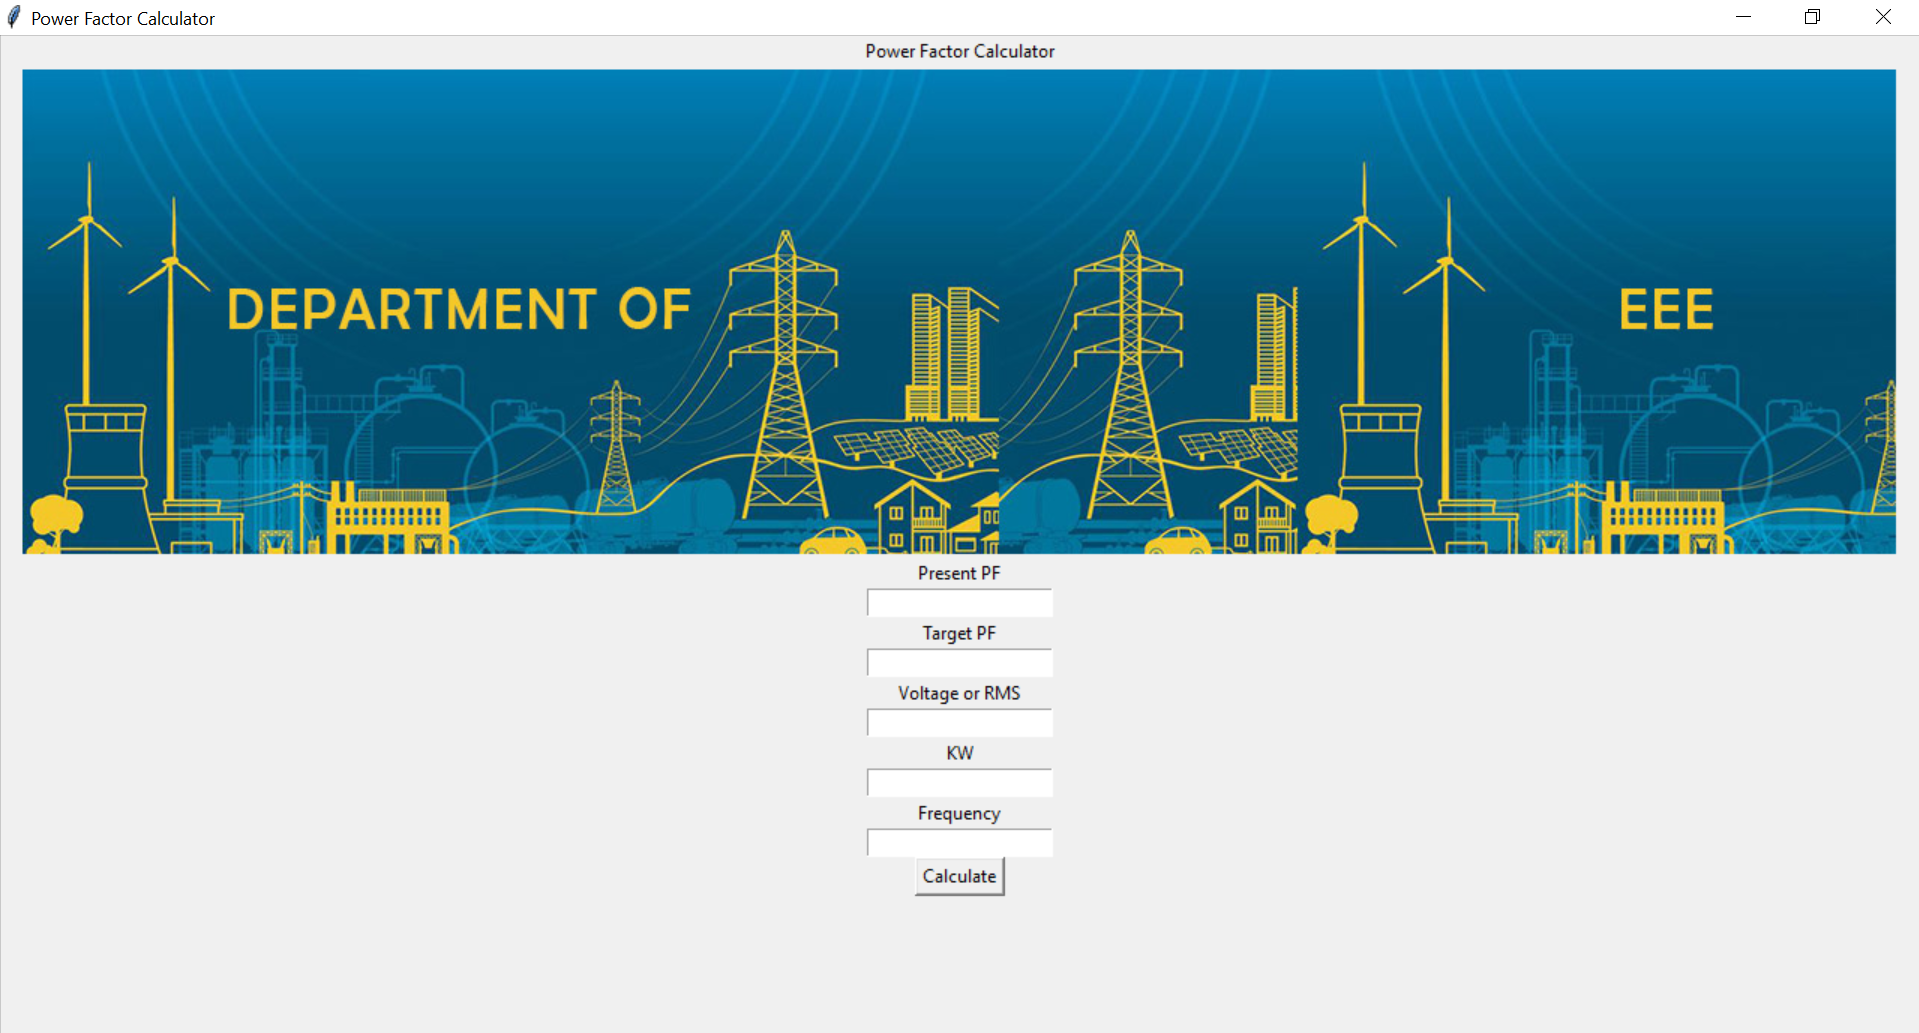 Power Factor Calculator
Power Factor Calculator
DEPARTMENT OF EEE
Present PF
Target PF
Voltage or RMS
KW
Frequency
Calculate